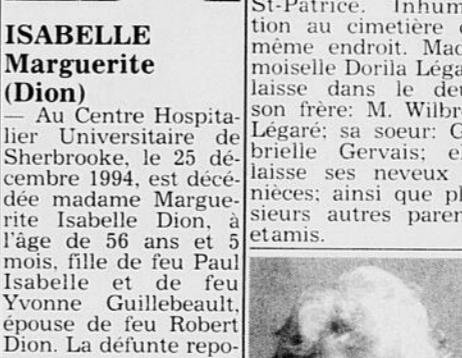 ISABELLE
Marguerite
(Dion)
— Au Centre Hospita-
lier Universitaire de
Sherbrooke, le 25 dé-
cembre 1994, est décé-
dée madame Margue-
rite Isabelle Dion, à
l'âge de 56 ans et 5
mois, fille de feu Paul
Isabelle et de feu
Yvonne Guillebeault,
épouse de feu Robert
Dion. La défunte repo-
St-Patrice. Inhum
tion au cimetière
même endroit. Mad
moiselle Dorila Léga
laisse dans le deu
son frère: M. Wilbr
Légaré; sa soeur: G
brielle Gervais; e
laisse ses neveux
nièces; ainsi que pl
sieurs autres paren
et amis.